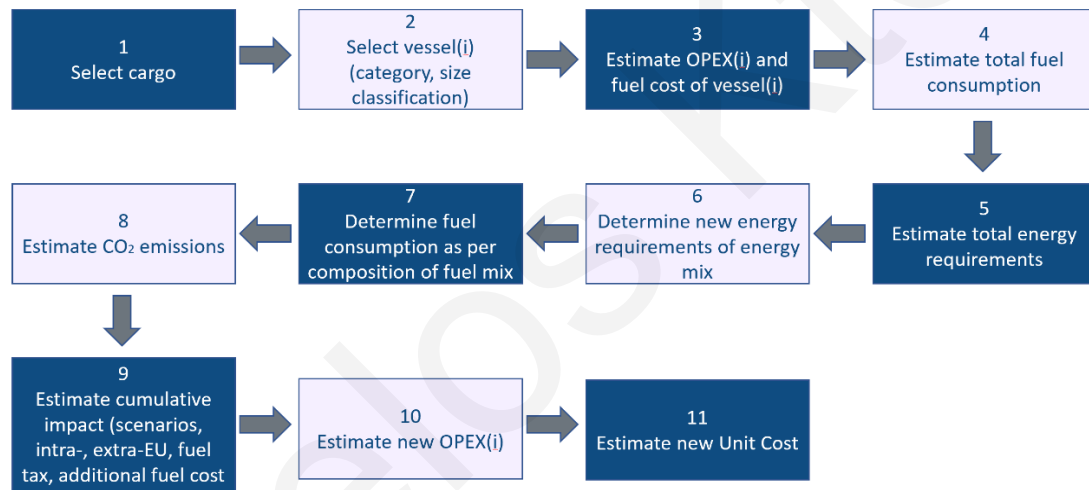 1
Select cargo
2
Select vessel(i)
(category, size
classification)
3
Estimate OPEX(i) and
fuel cost of vessel(i)
4
Estimate total fuel
consumption
8
Estimate CO₂ emissions
7
Determine fuel
consumption as per
composition of fuel mix
6
Determine new energy
requirements of energy
mix
5
Estimate total energy
requirements
9
Estimate cumulative
impact (scenarios,
intra-, extra-EU, fuel
tax, additional fuel cost
10
Estimate new OPEX(i)
11
Estimate new Unit Cost